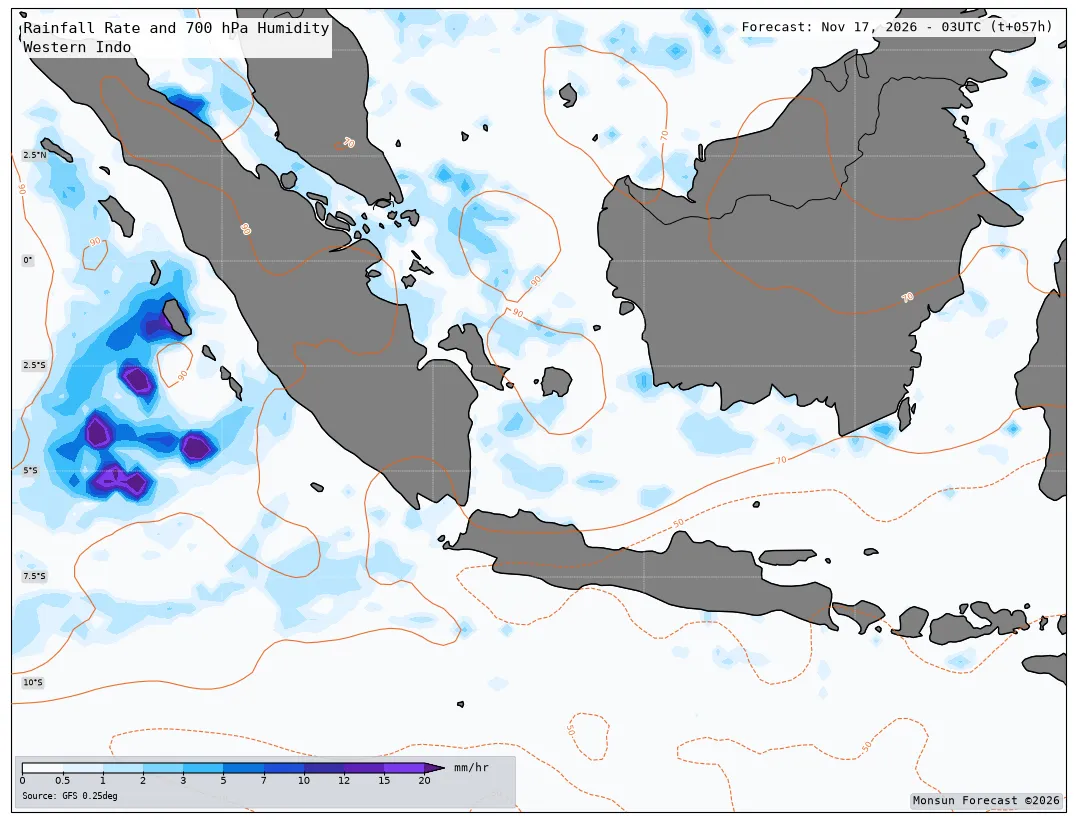 Rainfall Rate and 700 hPa Humidity
Western Indo
Forecast: Nov 17, 2026 - 03UTC (t+057h)
70
70
2.5°N
90
90
90
0°
90
70
90
2.5°S
90
70
5°S
50
7.5°S
10°S
50
50
0 0.5 1 2 3 5 7 10 12 15 20
mm/hr
Source: GFS 0.25deg
Monsun Forecast ©2026